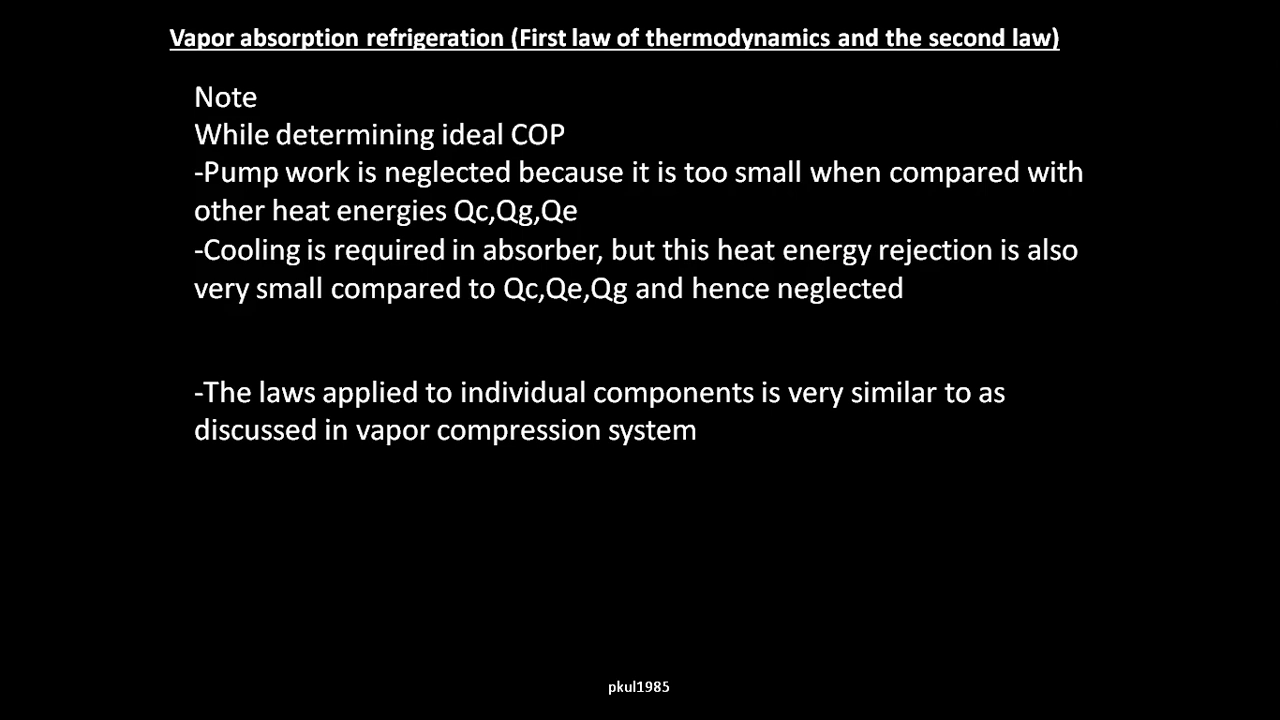 Vapor absorption refrigeration (First law of thermodynamics and the second law)
Note
While determining ideal COP
-Pump work is neglected because it is too small when compared with
other heat energies Qc,Qg,Qe
-Cooling is required in absorber, but this heat energy rejection is also
very small compared to Qc,Qe,Qg and hence neglected
-The laws applied to individual components is very similar to as
discussed in vapor compression system
pkul1985